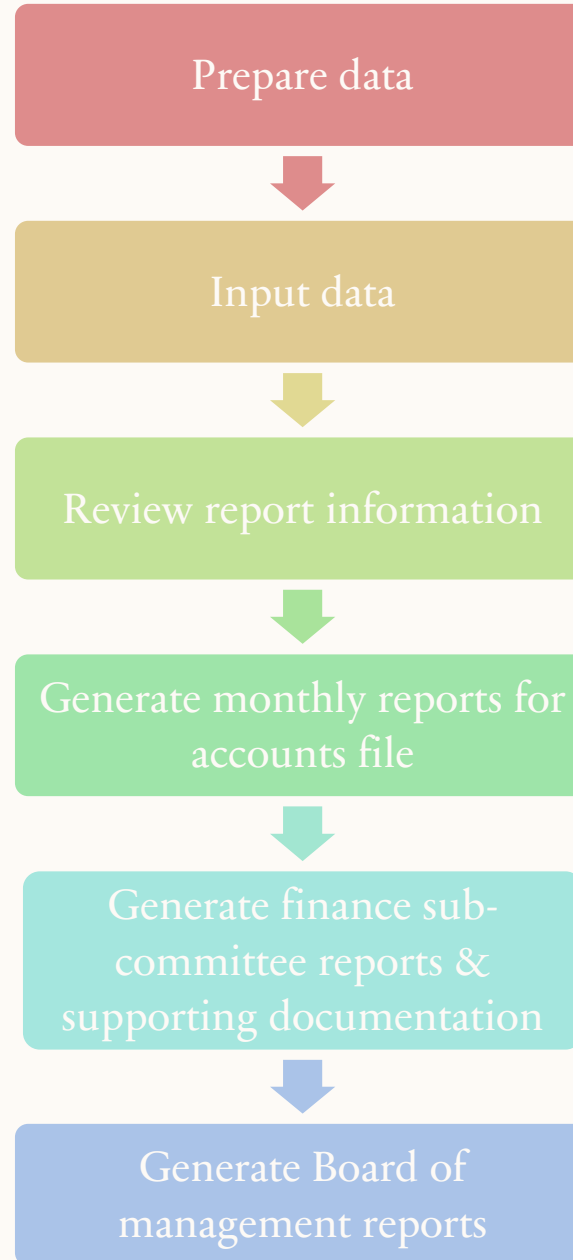 Prepare data
Input data
Review report information
Generate monthly reports for
accounts file
Generate finance sub-
committee reports &
supporting documentation
Generate Board of
management reports